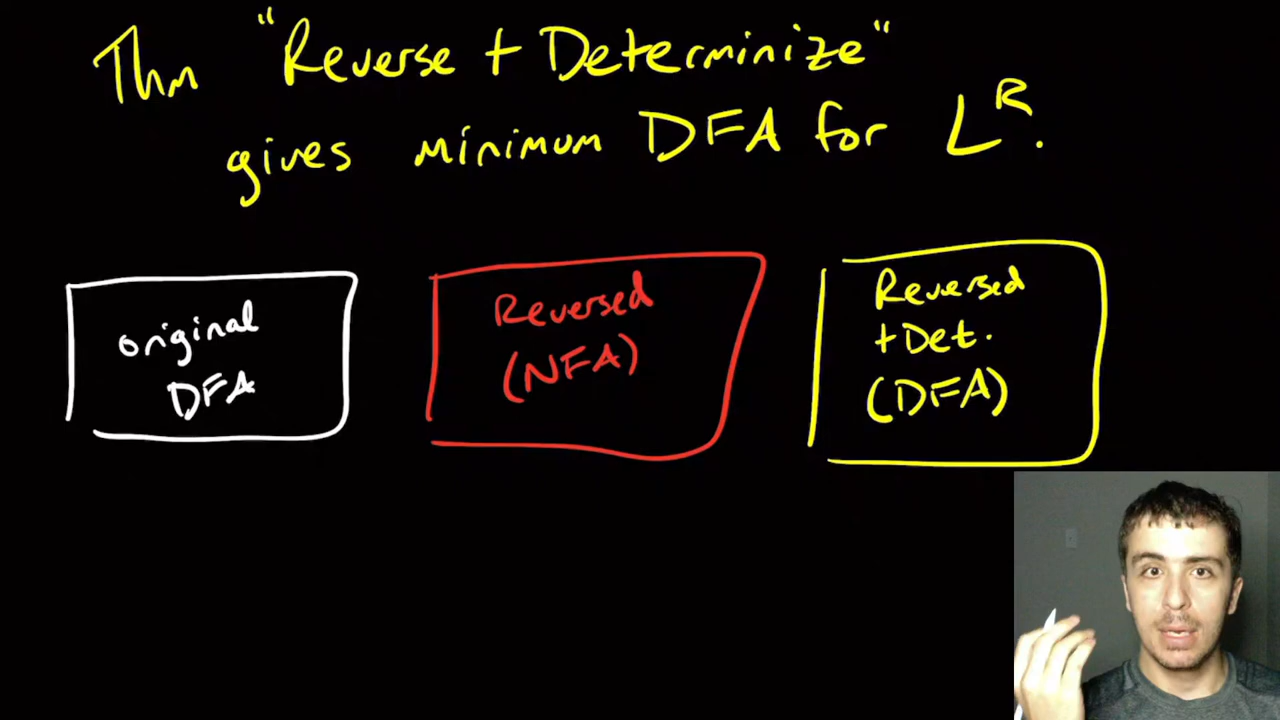 Thm "Reverse + Determinize"
gives minimum DFA for L^R.
original
DFA
Reversed
(NFA)
Reversed
+Det.
(DFA)